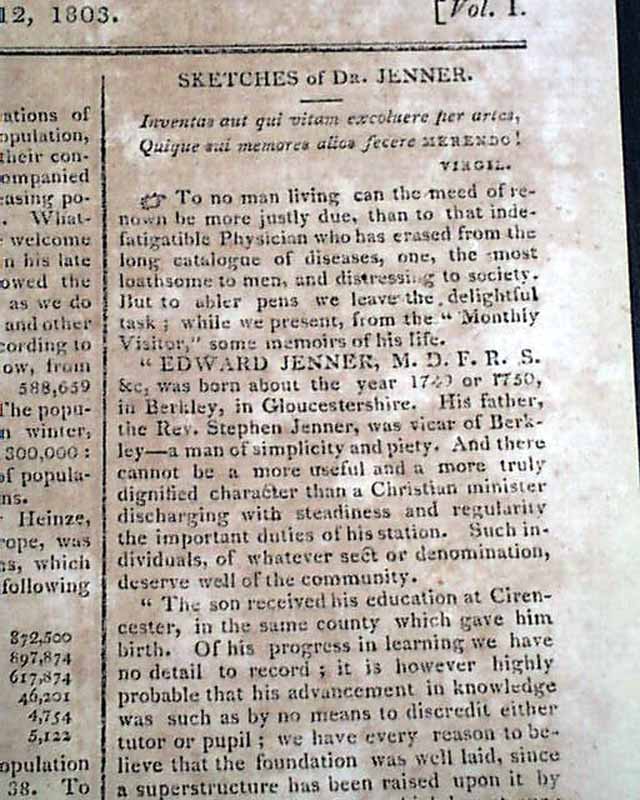 12, 1803.
[Vol. I.
ations of
opulation,
their con-
ompanied
easing po-
. What-
welcome
n his late
owed the
as we do
and other
cording to
ow, from
588,659
The popu-
n winter,
300,000 :
of popula-
ns.
Heinze,
rope, was
ns, which
following
872,500
897,874
617,874
46,201
4,754
5,122
opulation
38. To
SKETCHES of DR. JENNER.
Inventas aut qui vitam excoluere per artes,
Quique sui memores alios fecere MERENDO!
VIRGIL.
☞ To no man living can the meed of re-
nown be more justly due, than to that inde-
fatigatible Physician who has erased from the
long catalogue of diseases, one, the most
loathsome to men, and distressing to society.
But to abler pens we leave the delightful
task ; while we present, from the "Monthly
Visitor," some memoirs of his life.
" EDWARD JENNER, M. D. F. R. S.
&c, was born about the year 1749 or 1750,
in Berkley, in Gloucestershire. His father,
the Rev. Stephen Jenner, was vicar of Berk-
ley—a man of simplicity and piety. And there
cannot be a more useful and a more truly
dignified character than a Christian minister
discharging with steadiness and regularity
the important duties of his station. Such in-
dividuals, of whatever sect or denomination,
deserve well of the community.
" The son received his education at Ciren-
cester, in the same county which gave him
birth. Of his progress in learning we have
no detail to record ; it is however highly
probable that his advancement in knowledge
was such as by no means to discredit either
tutor or pupil ; we have every reason to be-
lieve that the foundation was well laid, since
a superstructure has been raised upon it by